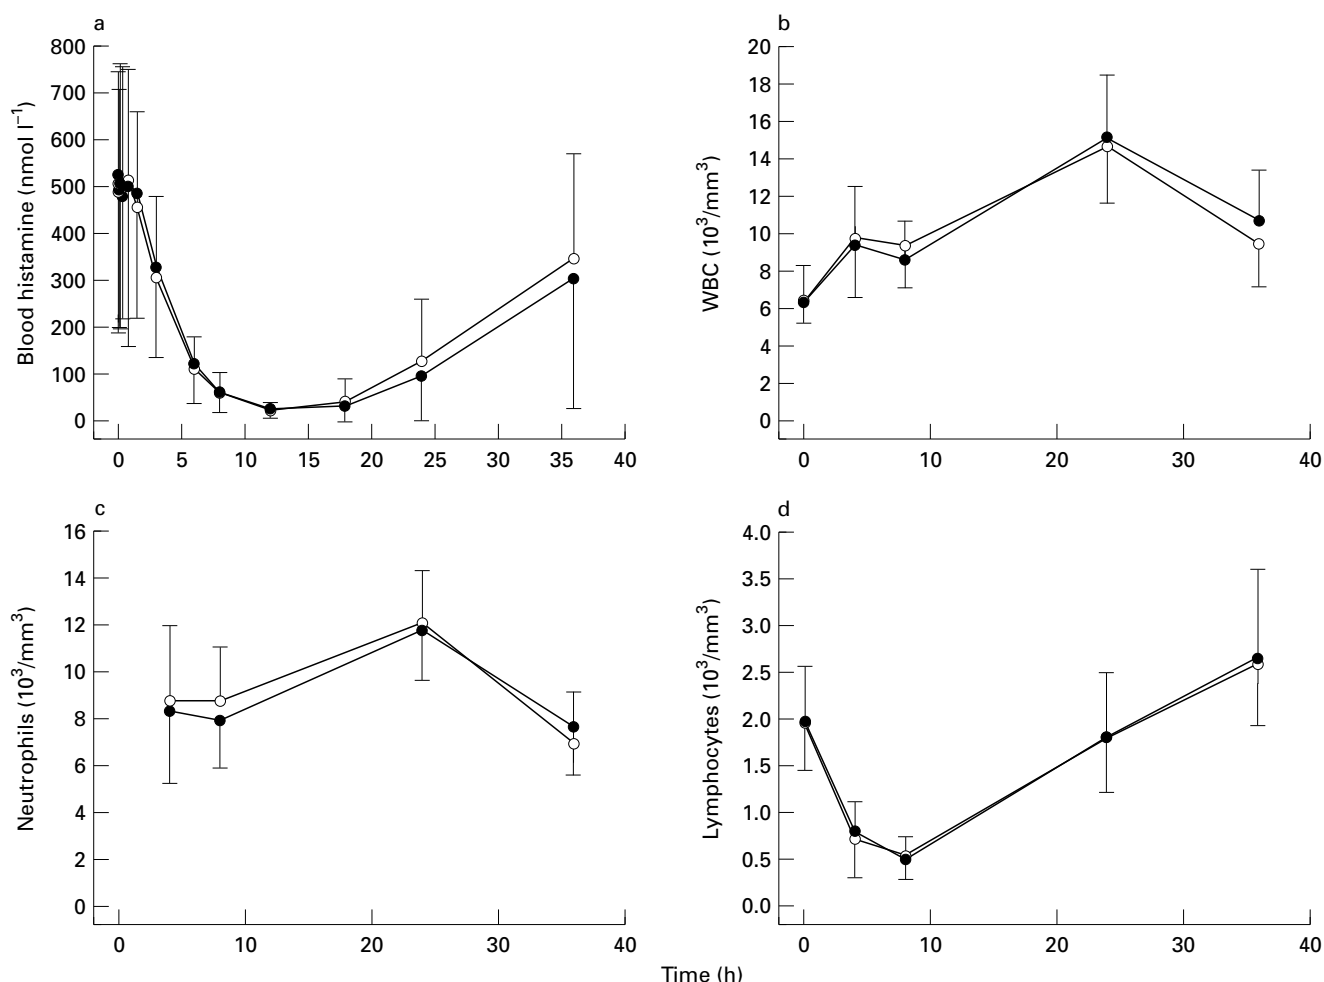 a
800
700
600
500
400
300
200
100
0
Blood histamine (nmol l⁻¹)
0 5 10 15 20 25 30 35 40
b
20
18
16
14
12
10
8
6
4
2
0
WBC (10³/mm³)
0 10 20 30 40
c
16
14
12
10
8
6
4
2
0
Neutrophils (10³/mm³)
0 10 20 30 40
d
4.0
3.5
3.0
2.5
2.0
1.5
1.0
0.5
0.0
Lymphocytes (10³/mm³)
0 10 20 30 40
Time (h)